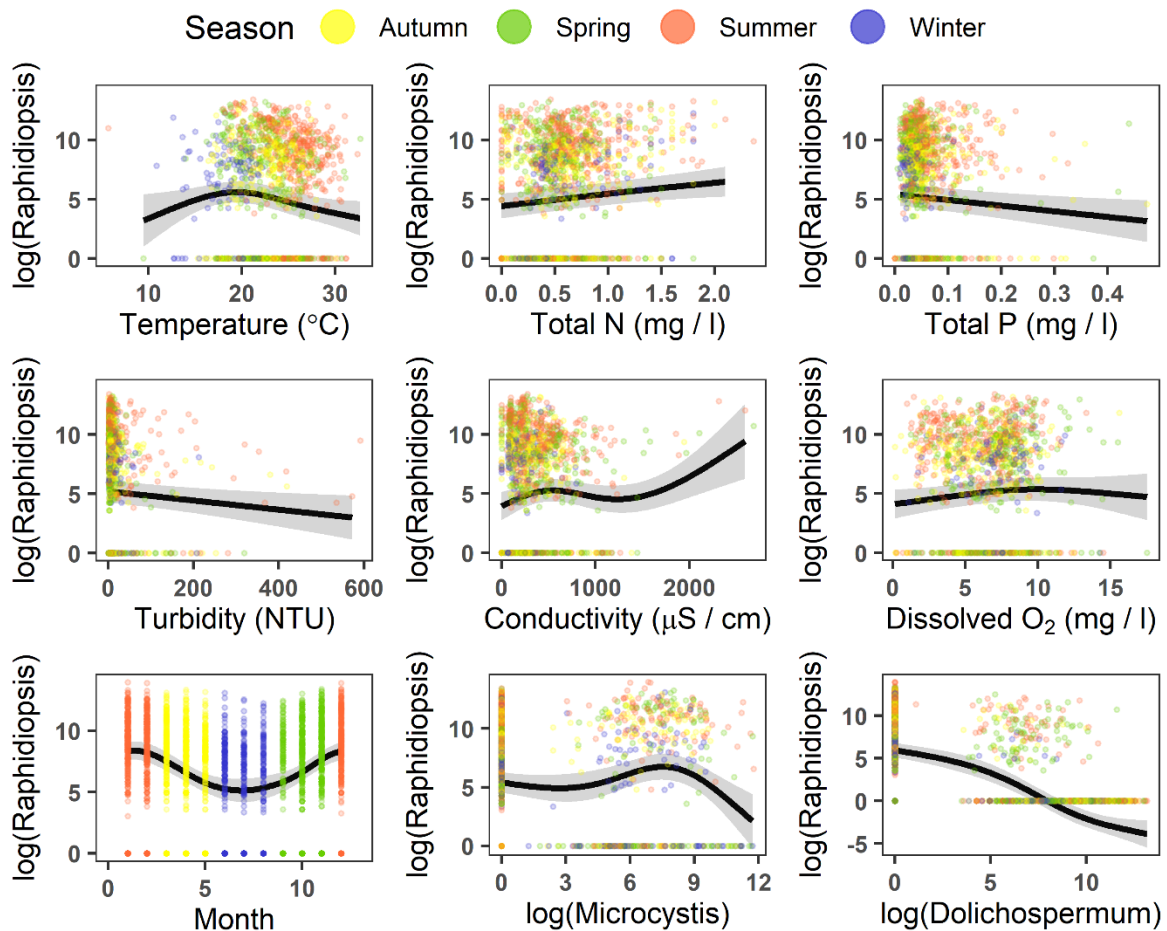 Season Autumn Spring Summer Winter
log(Raphidiopsis)
10
5
0
10 20 30
Temperature (°C)
log(Raphidiopsis)
10
5
0
0.0 0.5 1.0 1.5 2.0
Total N (mg / l)
log(Raphidiopsis)
10
5
0
0.0 0.1 0.2 0.3 0.4
Total P (mg / l)
log(Raphidiopsis)
10
5
0
0 200 400 600
Turbidity (NTU)
log(Raphidiopsis)
10
5
0
0 1000 2000
Conductivity (μS / cm)
log(Raphidiopsis)
10
5
0
0 5 10 15
Dissolved O₂ (mg / l)
log(Raphidiopsis)
10
5
0
0 5 10
Month
log(Raphidiopsis)
10
5
0
0 3 6 9 12
log(Microcystis)
log(Raphidiopsis)
10
5
0
-5
0 5 10
log(Dolichospermum)